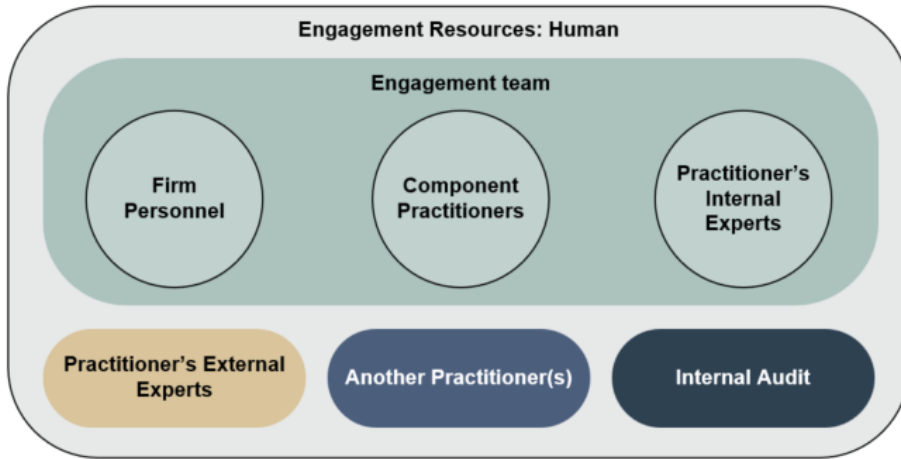 Engagement Resources: Human
Engagement team
Firm
Personnel
Component
Practitioners
Practitioner's
Internal
Experts
Practitioner's External
Experts
Another Practitioner(s)
Internal Audit